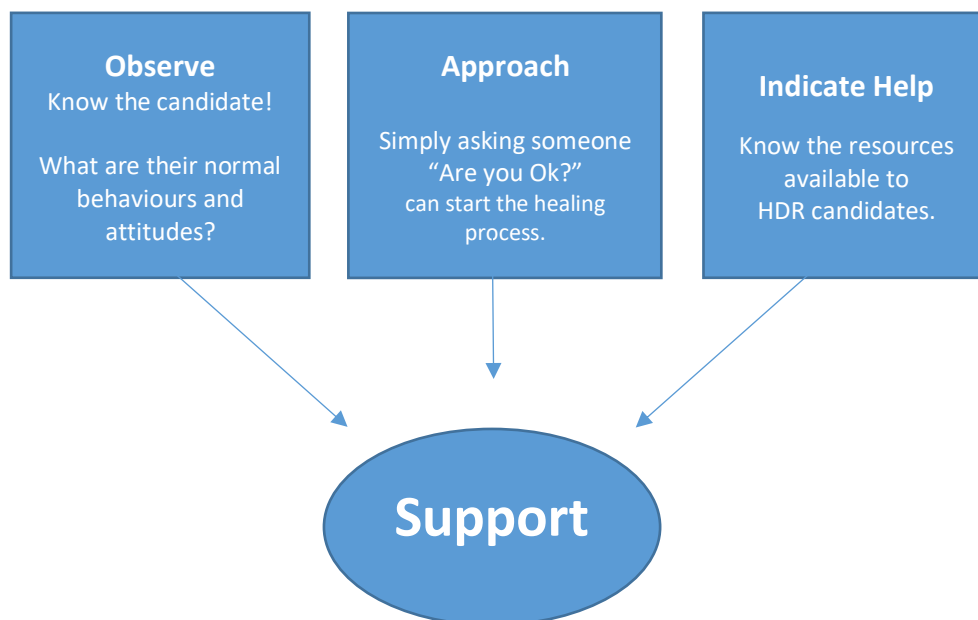 Observe
Know the candidate!
What are their normal
behaviours and
attitudes?
Approach
Simply asking someone
“Are you Ok?”
can start the healing
process.
Indicate Help
Know the resources
available to
HDR candidates.
Support